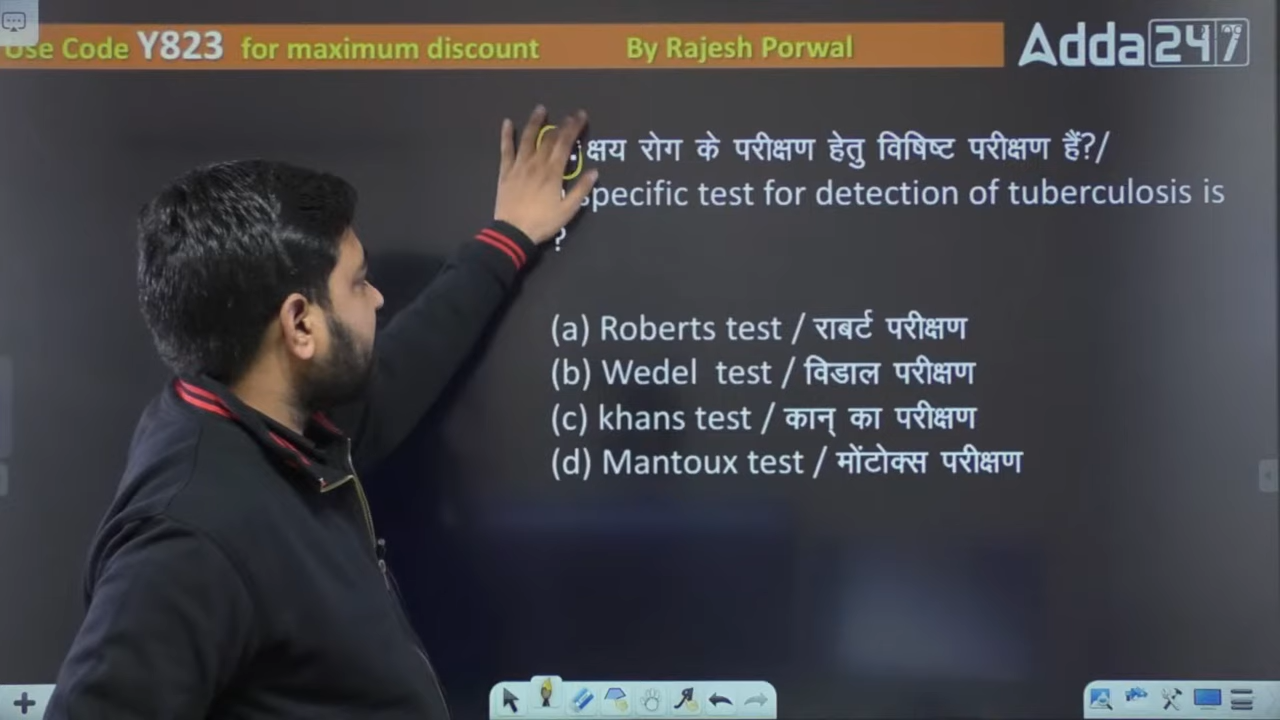 Use Code Y823 for maximum discount By Rajesh Porwal
Adda247
क्षय रोग के परीक्षण हेतु विषिष्ट परीक्षण हैं?/
specific test for detection of tuberculosis is
?
(a) Roberts test / राबर्ट परीक्षण
(b) Wedel test / विडाल परीक्षण
(c) khans test / कान् का परीक्षण
(d) Mantoux test / मोंटोक्स परीक्षण